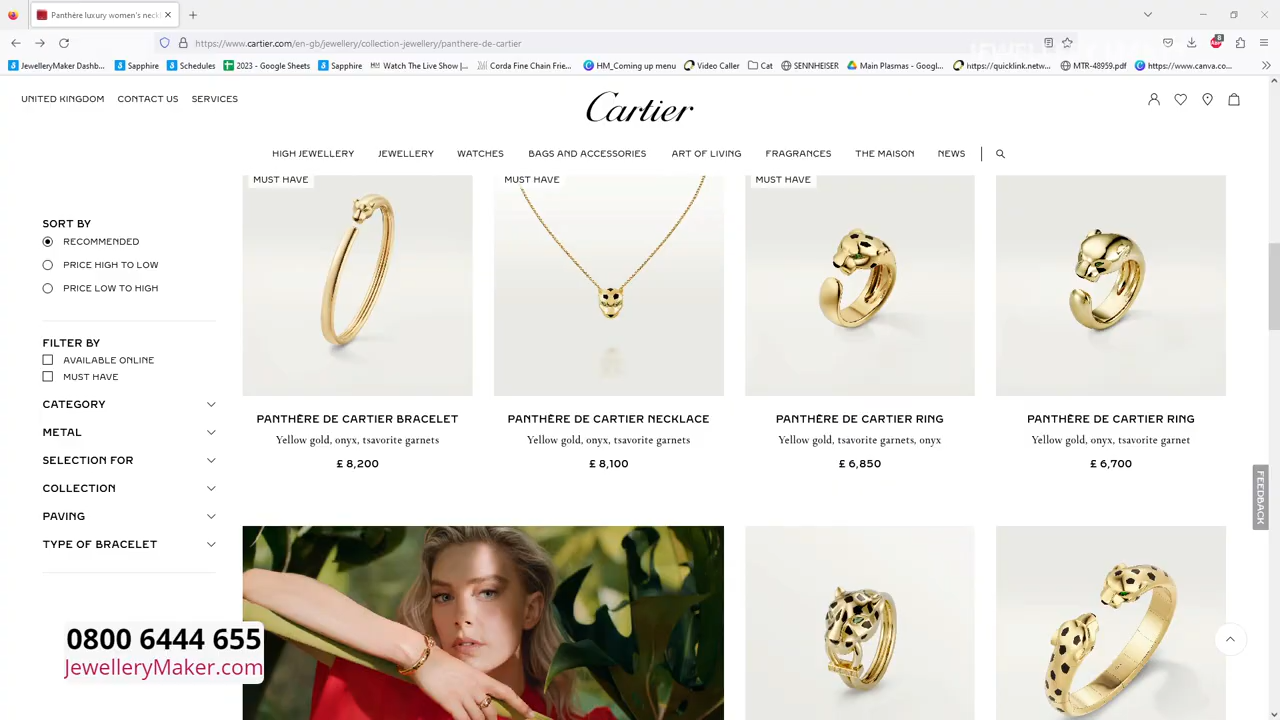 Panthère luxury women's neckl
https://www.cartier.com/en-gb/jewellery/collection-jewellery/panthere-de-cartier
8
JewelleryMaker Dashb...
Sapphire
Schedules
2023 - Google Sheets
Sapphire
Watch The Live Show |...
Corda Fine Chain Frie...
HM_Coming up menu
Video Caller
Cat
SENNHEISER
Main Plasmas - Googl...
https://quicklink.netw...
MTR-48959.pdf
https://www.canva.co...
UNITED KINGDOM
CONTACT US
SERVICES
Cartier
HIGH JEWELLERY
JEWELLERY
WATCHES
BAGS AND ACCESSORIES
ART OF LIVING
FRAGRANCES
THE MAISON
NEWS
SORT BY
RECOMMENDED
PRICE HIGH TO LOW
PRICE LOW TO HIGH
FILTER BY
AVAILABLE ONLINE
MUST HAVE
CATEGORY
METAL
SELECTION FOR
COLLECTION
PAVING
TYPE OF BRACELET
MUST HAVE
PANTHÈRE DE CARTIER BRACELET
Yellow gold, onyx, tsavorite garnets
£ 8,200
MUST HAVE
PANTHÈRE DE CARTIER NECKLACE
Yellow gold, onyx, tsavorite garnets
£ 8,100
MUST HAVE
PANTHÈRE DE CARTIER RING
Yellow gold, tsavorite garnets, onyx
£ 6,850
PANTHÈRE DE CARTIER RING
Yellow gold, onyx, tsavorite garnet
£ 6,700
FEEDBACK
0800 6444 655
JewelleryMaker.com